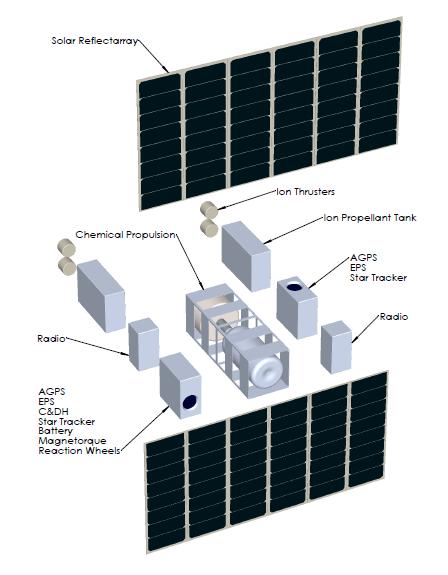 Solar Reflectarray
Ion Thrusters
Ion Propellant Tank
Chemical Propulsion
AGPS
EPS
Star Tracker
Radio
Radio
AGPS
EPS
C&DH
Star Tracker
Battery
Magnetorque
Reaction Wheels